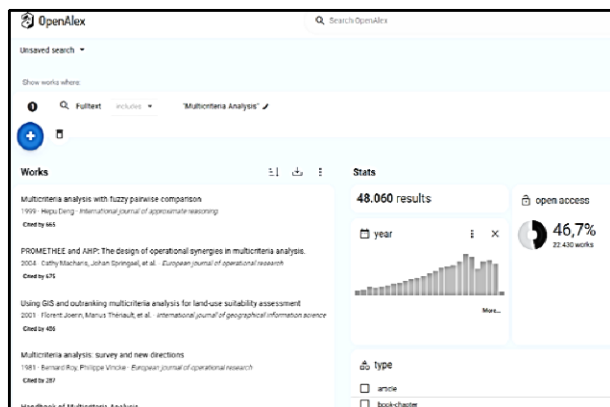 OpenAlex
Search OpenAlex
Unsaved search
Show works where
1 Fulltext includes "Multicriteria Analysis"
Works
Multicriteria analysis with fuzzy pairwise comparison
1999 · Hepu Deng · International journal of approximate reasoning
Cited by 665
PROMETHEE and AHP: The design of operational synergies in multicriteria analysis.
2004 · Cathy Macharis, Johan Springael, et al. · European journal of operational research
Cited by 675
Using GIS and outranking multicriteria analysis for land-use suitability assessment
2001 · Florent Joerin, Marius Thériault, et al. · International journal of geographical information science
Cited by 486
Multicriteria analysis: survey and new directions
1981 · Bernard Roy, Philippe Vincke · European journal of operational research
Cited by 287
Handbook of Multicriteria Analysis
Stats
48.060 results
year
More...
open access
46,7%
22.430 works
type
article
book-chapter